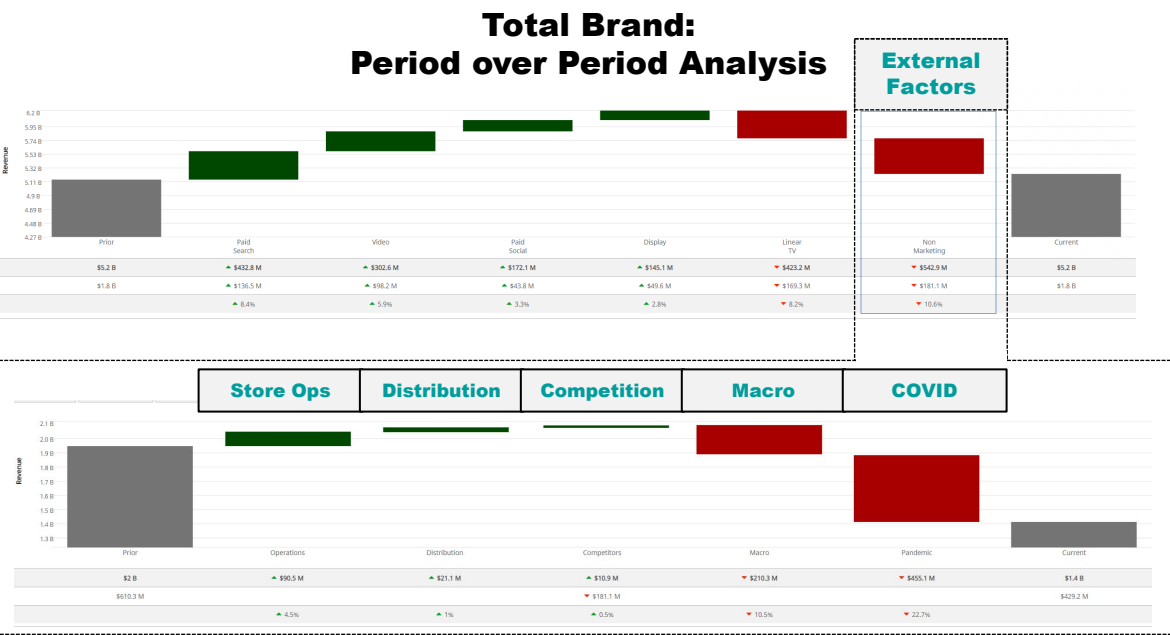 Total Brand:
Period over Period Analysis
External
Factors
Revenue
6.2 B
5.95 B
5.74 B
5.53 B
5.32 B
5.11 B
4.9 B
4.69 B
4.48 B
4.27 B
Prior Paid Search Video Paid Social Display Linear TV Non Marketing Current
$5.2 B ▲ $432.8 M ▲ $302.6 M ▲ $172.1 M ▲ $145.1 M ▼ $423.2 M ▼ $542.9 M $5.2 B
$1.8 B ▲ $136.5 M ▲ $98.2 M ▲ $43.8 M ▲ $49.6 M ▼ $169.3 M ▼ $181.1 M $1.8 B
▲ 8.4% ▲ 5.9% ▲ 3.3% ▲ 2.8% ▼ 8.2% ▼ 10.6%
Store Ops Distribution Competition Macro COVID
Revenue
2.1 B
2.0 B
1.9 B
1.8 B
1.7 B
1.6 B
1.5 B
1.4 B
1.3 B
Prior Operations Distribution Competitors Macro Pandemic Current
$2 B ▲ $90.5 M ▲ $21.1 M ▲ $10.9 M ▼ $210.3 M ▼ $455.1 M $1.4 B
$610.3 M ▼ $181.1 M $429.2 M
▲ 4.5% ▲ 1% ▲ 0.5% ▼ 10.5% ▼ 22.7%